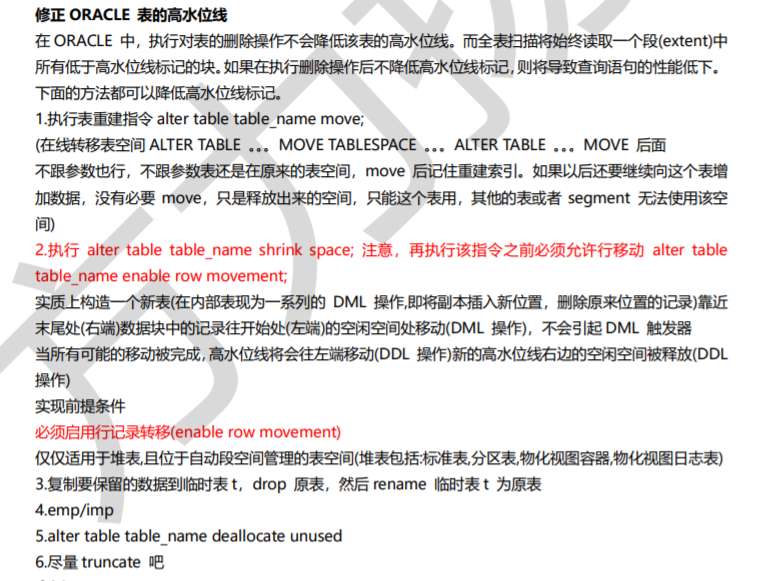 修正ORACLE 表的高水位线
在ORACLE 中，执行对表的删除操作不会降低该表的高水位线。而全表扫描将始终读取一个段(extent)中
所有低于高水位线标记的块。如果在执行删除操作后不降低高水位线标记，则将导致查询语句的性能低下。
下面的方法都可以降低高水位线标记。
1.执行表重建指令 alter table table_name move;
(在线转移表空间 ALTER TABLE 。。。 MOVE TABLESPACE 。。。 ALTER TABLE 。。。 MOVE 后面
不跟参数也行，不跟参数表还是在原来的表空间，move 后记住重建索引。如果以后还要继续向这个表增
加数据，没有必要 move，只是释放出来的空间，只能这个表用，其他的表或者 segment 无法使用该空
间)
2.执行 alter table table_name shrink space; 注意，再执行该指令之前必须允许行移动 alter table
table_name enable row movement;
实质上构造一个新表(在内部表现为一系列的 DML 操作,即将副本插入新位置，删除原来位置的记录)靠近
末尾处(右端)数据块中的记录往开始处(左端)的空闲空间处移动(DML 操作)，不会引起DML 触发器
当所有可能的移动被完成，高水位线将会往左端移动(DDL 操作)新的高水位线右边的空闲空间被释放(DDL
操作)
实现前提条件
必须启用行记录转移(enable row movement)
仅仅适用于堆表,且位于自动段空间管理的表空间(堆表包括:标准表,分区表,物化视图容器,物化视图日志表)
3.复制要保留的数据到临时表 t，drop 原表，然后 rename 临时表 t 为原表
4.emp/imp
5.alter table table_name deallocate unused
6.尽量 truncate 吧